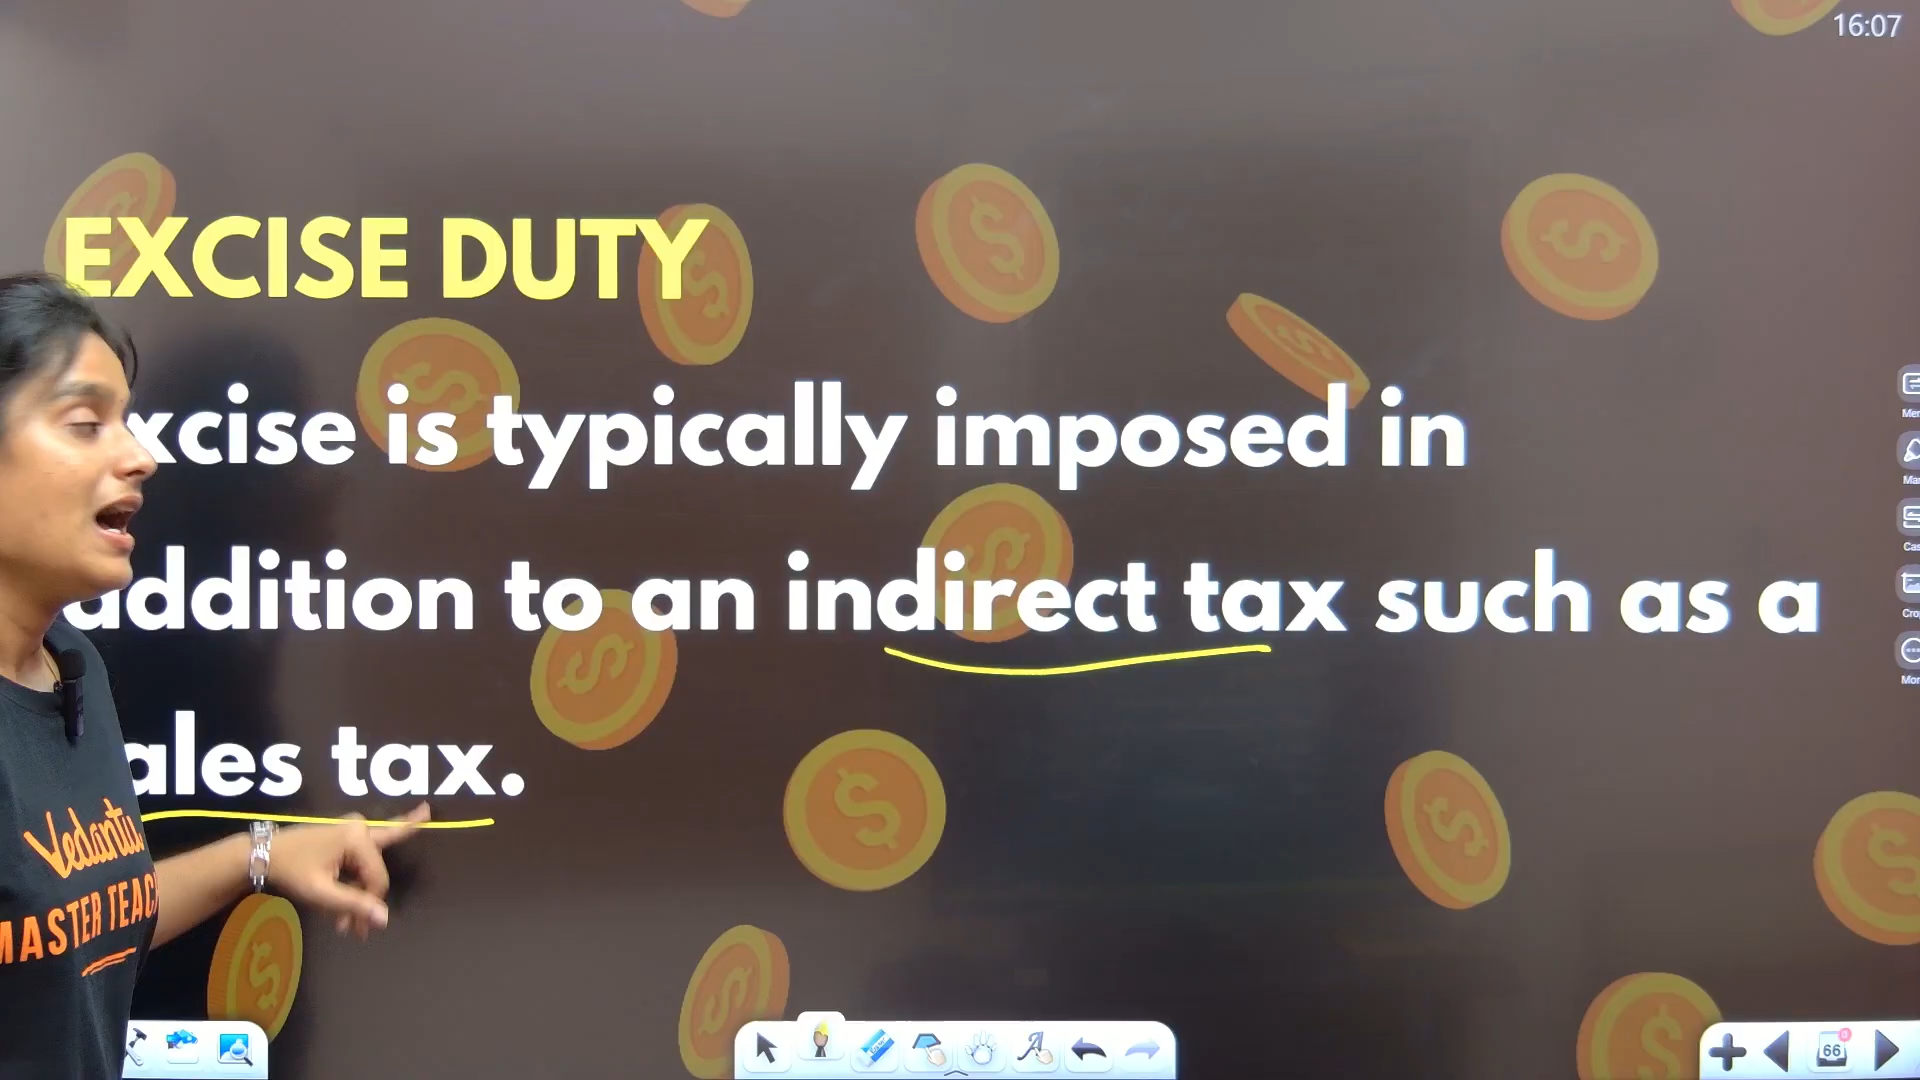 16:07
EXCISE DUTY
xcise is typically imposed in
addition to an indirect tax such as a
ales tax.
Vedantu
MASTER TEAC
66